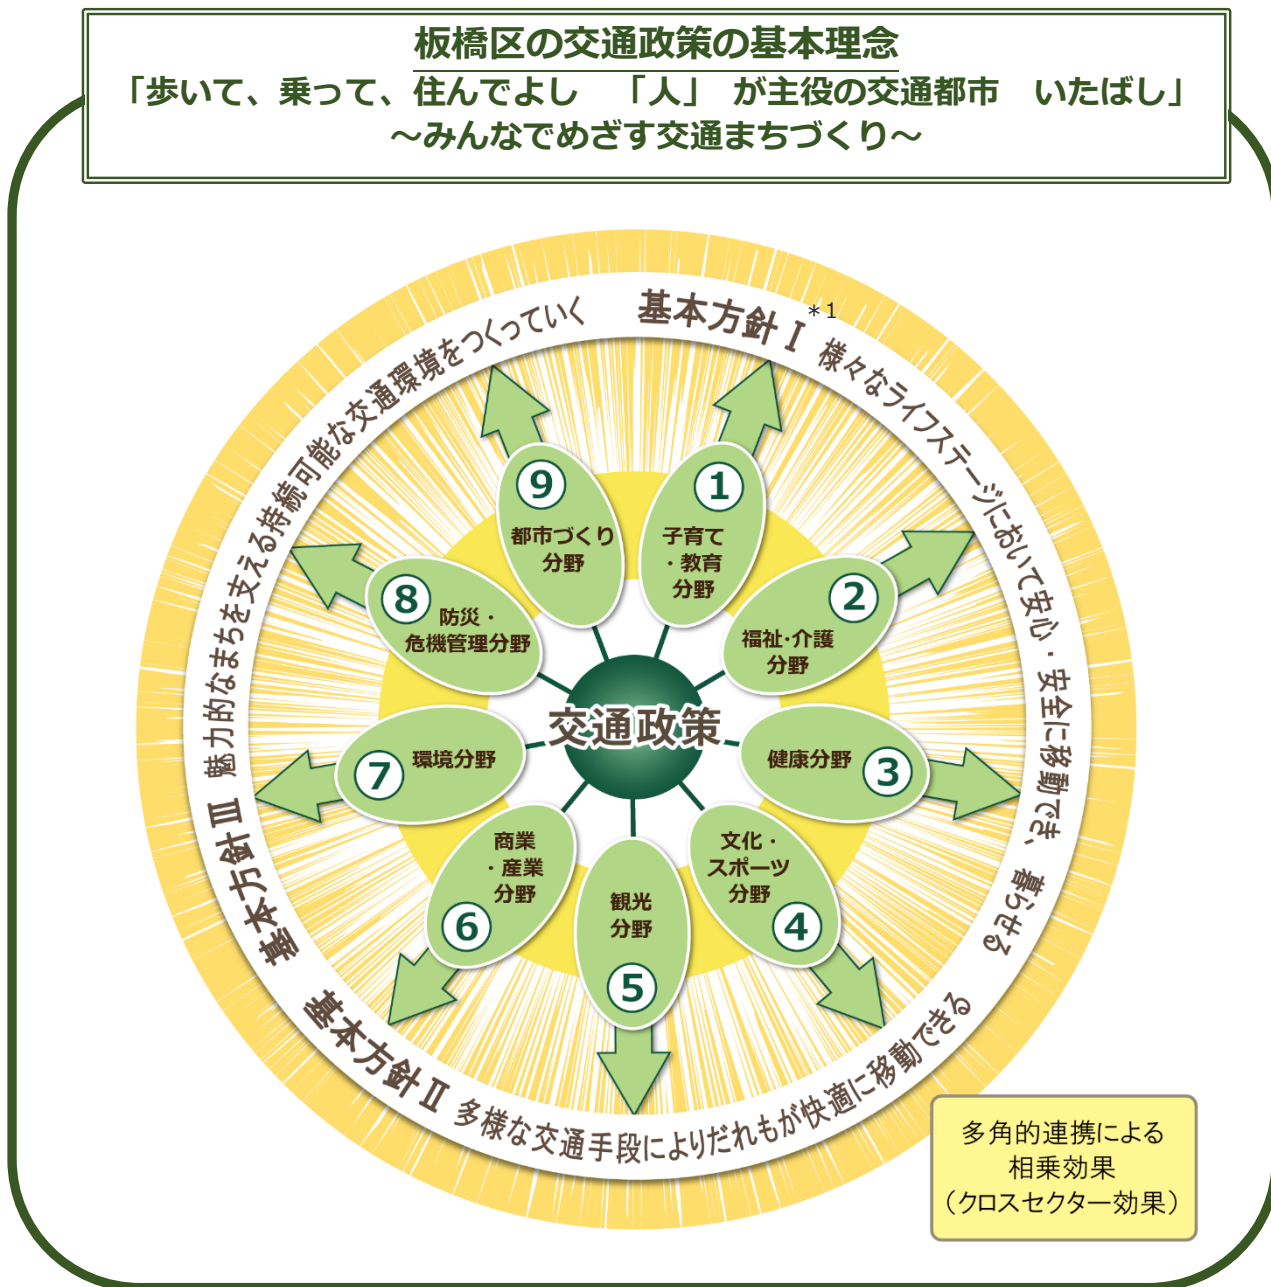 板橋区の交通政策の基本理念
「歩いて、乗って、住んでよし　「人」 が主役の交通都市　いたばし」
～みんなでめざす交通まちづくり～
基本方針Ⅰ 様々なライフステージにおいて安心・安全に移動でき、暮らせる
＊1
基本方針Ⅱ 多様な交通手段によりだれもが快適に移動できる
基本方針Ⅲ 魅力的なまちを支える持続可能な交通環境をつくっていく
交通政策
①
子育て
・教育
分野
②
福祉・介護
分野
③
健康分野
④
文化・
スポーツ
分野
⑤
観光
分野
⑥
商業
・産業
分野
⑦
環境分野
⑧
防災・
危機管理分野
⑨
都市づくり
分野
多角的連携による
相乗効果
（クロスセクター効果）